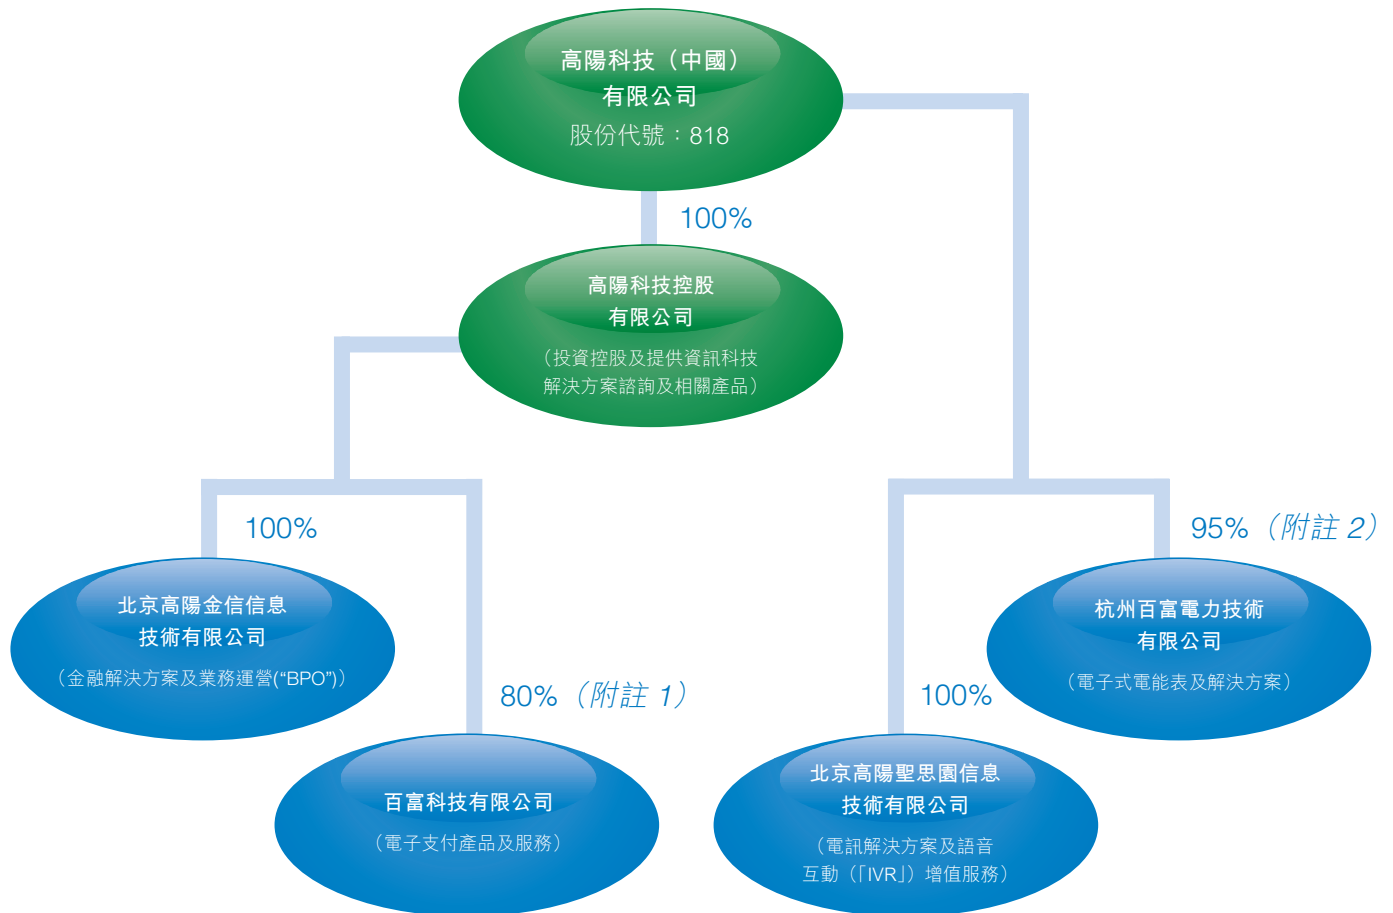 高陽科技（中國）
有限公司
股份代號：818
100%
高陽科技控股
有限公司
（投資控股及提供資訊科技
解決方案諮詢及相關產品）
100%
北京高陽金信信息
技術有限公司
（金融解決方案及業務運營(“BPO”)）
80%（附註 1）
百富科技有限公司
（電子支付產品及服務）
100%
北京高陽聖思園信息
技術有限公司
（電訊解決方案及語音
互動（「IVR」）增值服務）
95%（附註 2）
杭州百富電力技術
有限公司
（電子式電能表及解決方案）